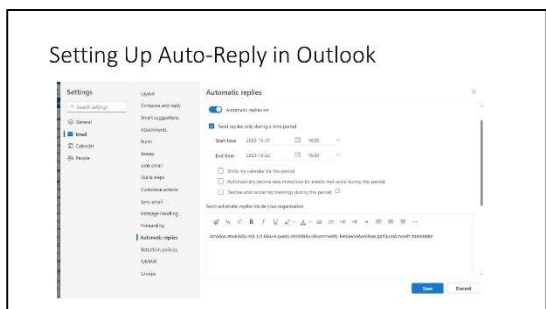 Setting Up Auto-Reply in Outlook
Settings
Search settings
General
Email
Calendar
People
Layout
Compose and reply
Smart suggestions
Attachments
Rules
Sweep
Junk email
Quick steps
Customize actions
Sync email
Message handling
Forwarding
Automatic replies
Retention policies
S/MIME
Groups
Automatic replies
Automatic replies on
Send replies only during a time period
Start time
End time
Block my calendar for this period
Automatically decline new invitations for events that occur during this period
Decline and cancel my meetings during this period
Send automatic replies inside your organization
B I U
Save Discard